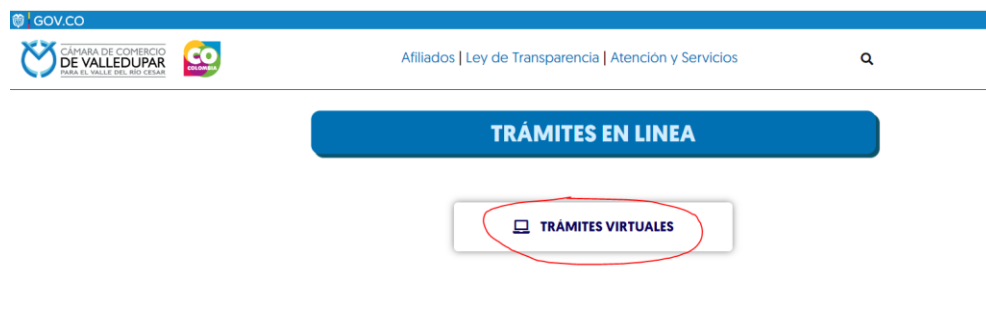 GOV.CO
CÁMARA DE COMERCIO
DE VALLEDUPAR
PARA EL VALLE DEL RÍO CESAR
CO
COLOMBIA
Afiliados | Ley de Transparencia | Atención y Servicios
TRÁMITES EN LINEA
TRÁMITES VIRTUALES